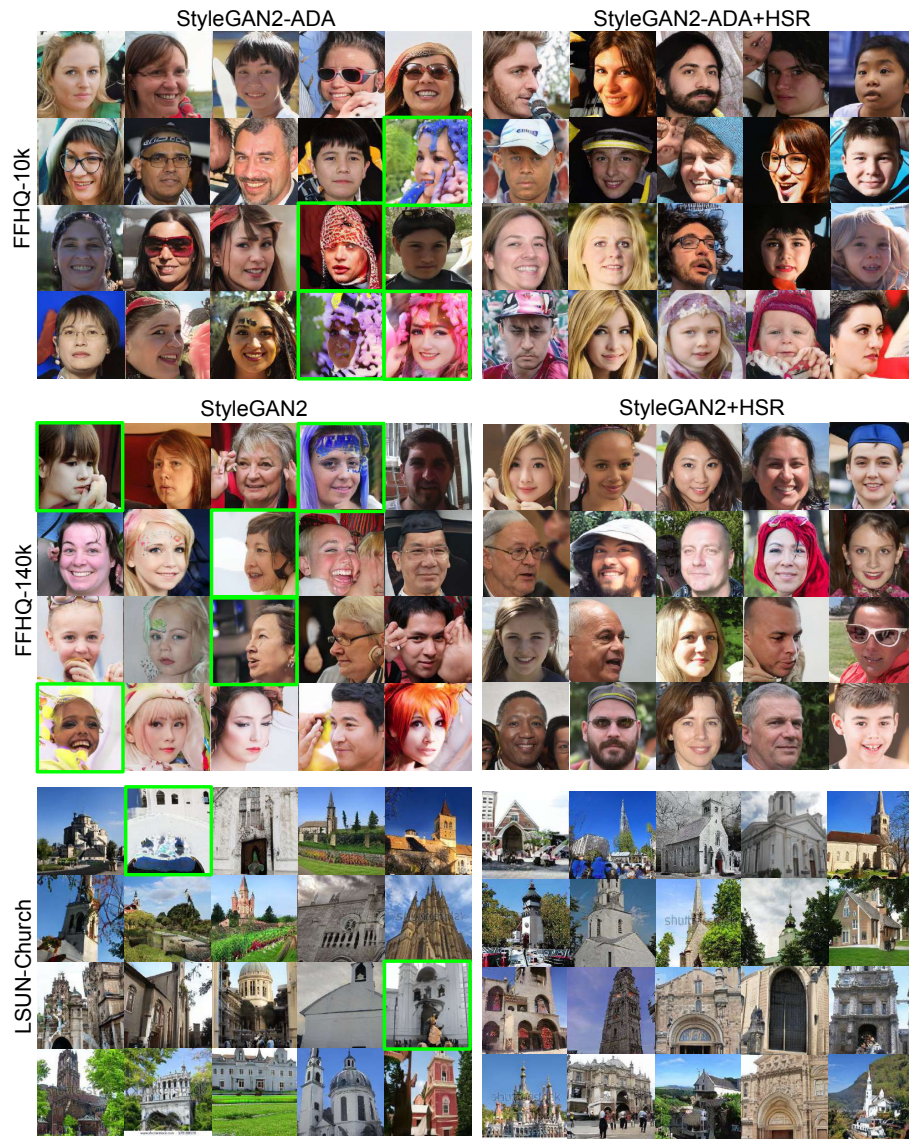 StyleGAN2-ADA
StyleGAN2-ADA+HSR
FFHQ-10k
StyleGAN2
StyleGAN2+HSR
FFHQ-140k
LSUN-Church